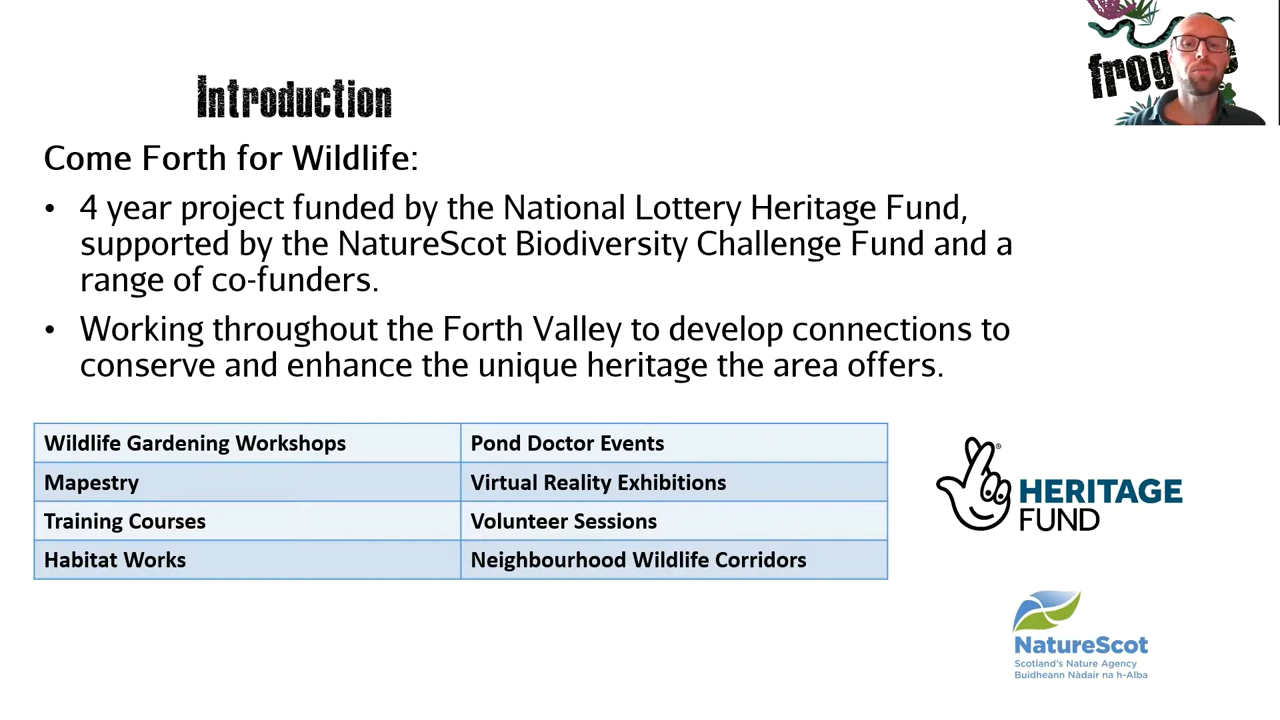 frog
Introduction
Come Forth for Wildlife:
• 4 year project funded by the National Lottery Heritage Fund,
supported by the NatureScot Biodiversity Challenge Fund and a
range of co-funders.
• Working throughout the Forth Valley to develop connections to
conserve and enhance the unique heritage the area offers.
Wildlife Gardening Workshops Pond Doctor Events
Mapestry Virtual Reality Exhibitions
Training Courses Volunteer Sessions
Habitat Works Neighbourhood Wildlife Corridors
HERITAGE
FUND
NatureScot
Scotland's Nature Agency
Buidheann Nàdair na h-Alba